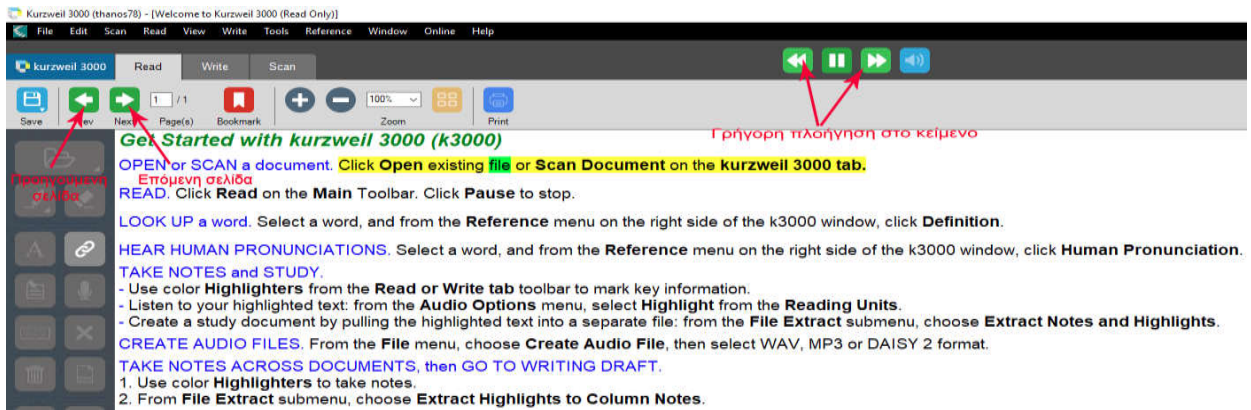 Kurzweil 3000 (thanos78) - [Welcome to Kurzweil 3000 (Read Only)]
File Edit Scan Read View Write Tools Reference Window Online Help
kurzweil 3000 Read Write Scan
1 / 1 100%
Save Prev Next Page(s) Bookmark Zoom Print
Γρήγορη πλοήγηση στο κείμενο
Get Started with kurzweil 3000 (k3000)
OPEN or SCAN a document. Click Open existing file or Scan Document on the kurzweil 3000 tab.
Προηγούμενη σελίδα
Επόμενη σελίδα
READ. Click Read on the Main Toolbar. Click Pause to stop.
LOOK UP a word. Select a word, and from the Reference menu on the right side of the k3000 window, click Definition.
HEAR HUMAN PRONUNCIATIONS. Select a word, and from the Reference menu on the right side of the k3000 window, click Human Pronunciation.
TAKE NOTES and STUDY.
- Use color Highlighters from the Read or Write tab toolbar to mark key information.
- Listen to your highlighted text: from the Audio Options menu, select Highlight from the Reading Units.
- Create a study document by pulling the highlighted text into a separate file: from the File Extract submenu, choose Extract Notes and Highlights.
CREATE AUDIO FILES. From the File menu, choose Create Audio File, then select WAV, MP3 or DAISY 2 format.
TAKE NOTES ACROSS DOCUMENTS, then GO TO WRITING DRAFT.
1. Use color Highlighters to take notes.
2. From File Extract submenu, choose Extract Highlights to Column Notes.